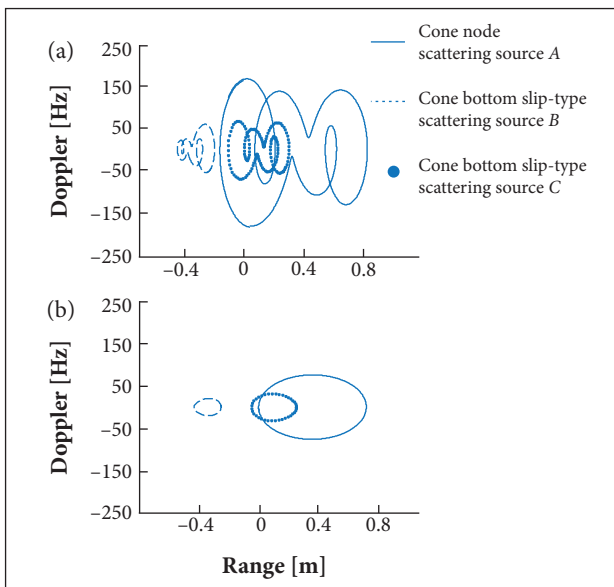 (a)
250
150
50
−50
−150
−250
Doppler [Hz]
−0.4
0
0.4
0.8
Cone node
scattering source A
Cone bottom slip-type
scattering source B
Cone bottom slip-type
scattering source C
(b)
250
150
50
−50
−150
−250
Doppler [Hz]
−0.4
0
0.4
0.8
Range [m]